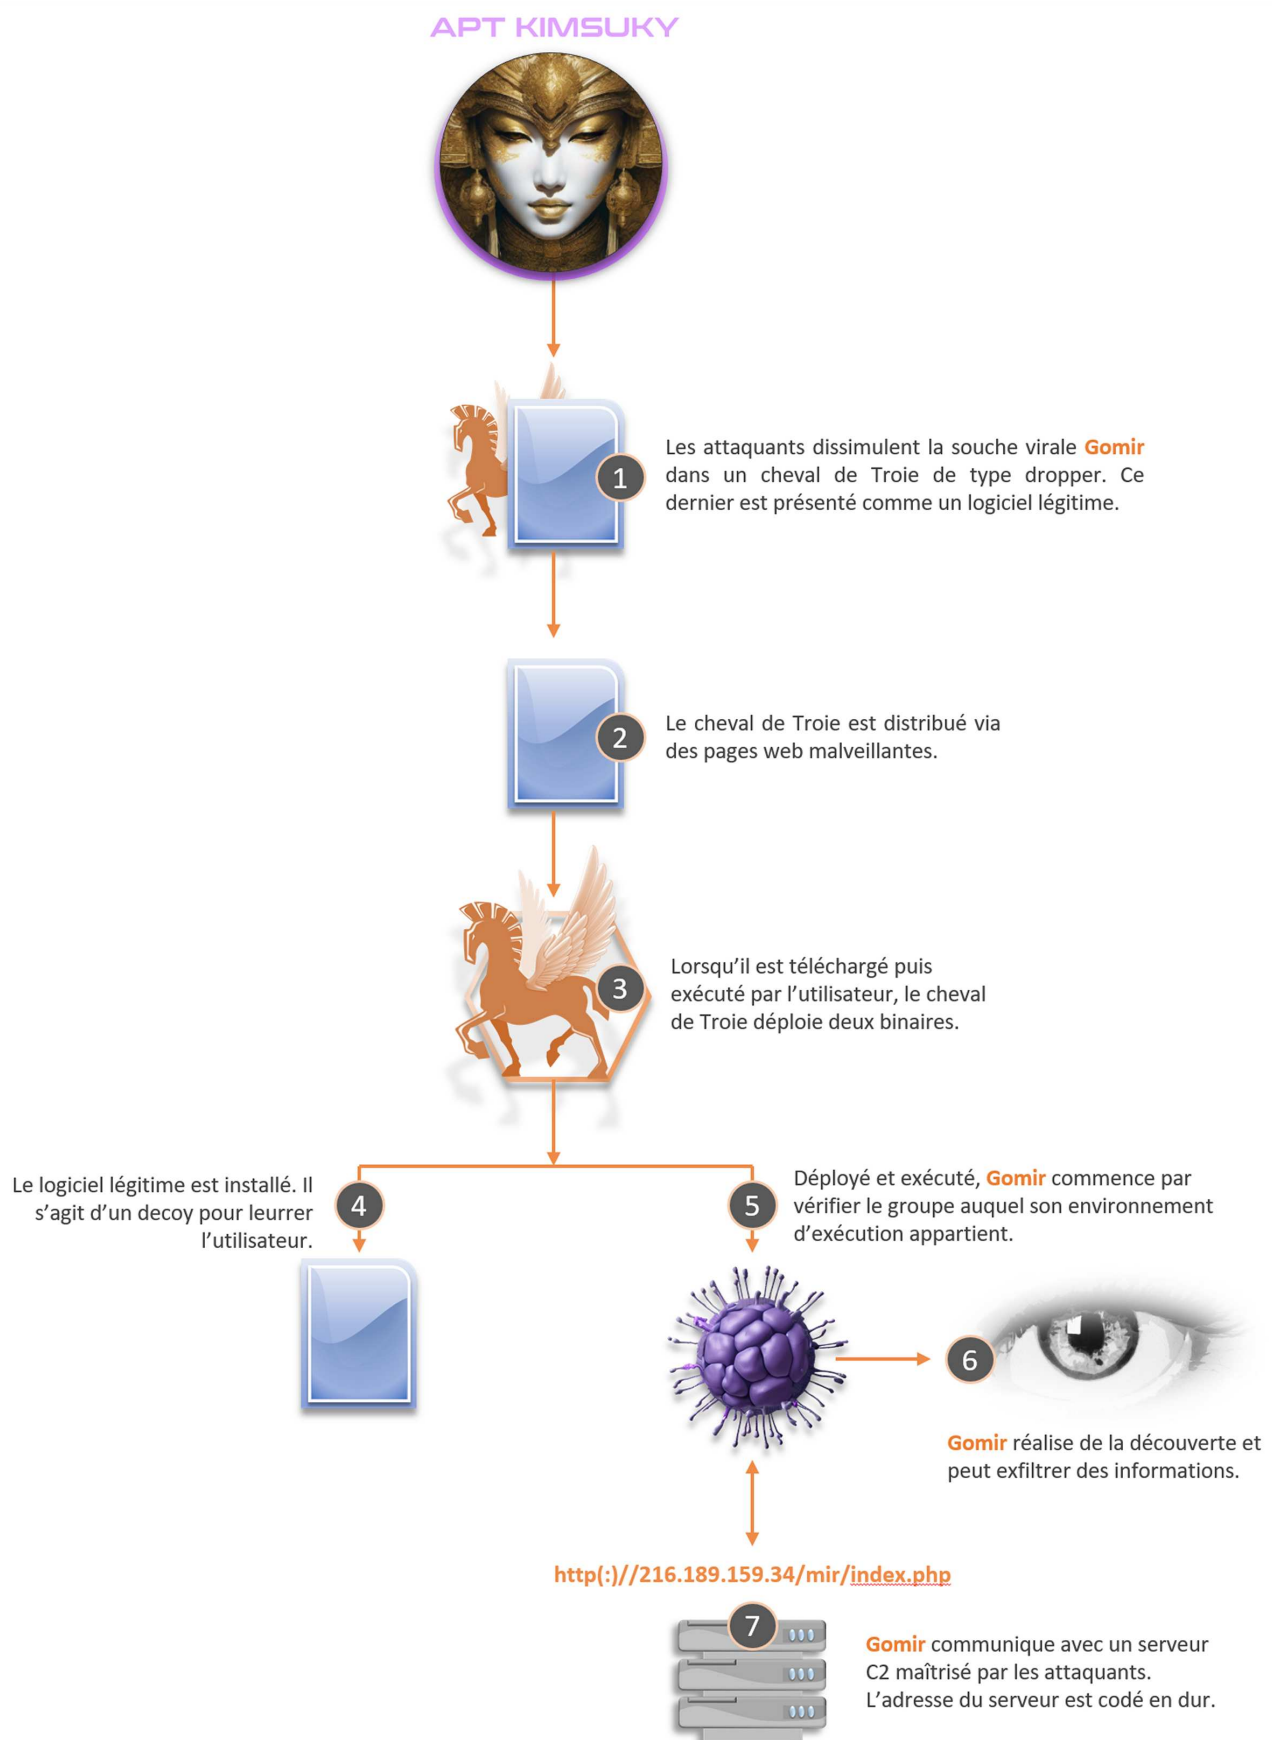 APT KIMSUKY
1
Les attaquants dissimulent la souche virale Gomir
dans un cheval de Troie de type dropper. Ce
dernier est présenté comme un logiciel légitime.
2
Le cheval de Troie est distribué via
des pages web malveillantes.
3
Lorsqu’il est téléchargé puis
exécuté par l’utilisateur, le cheval
de Troie déploie deux binaires.
Le logiciel légitime est installé. Il
s’agit d’un decoy pour leurrer
l’utilisateur.
4
5
Déployé et exécuté, Gomir commence par
vérifier le groupe auquel son environnement
d’exécution appartient.
6
Gomir réalise de la découverte et
peut exfiltrer des informations.
http(:)//216.189.159.34/mir/index.php
7
Gomir communique avec un serveur
C2 maîtrisé par les attaquants.
L’adresse du serveur est codé en dur.